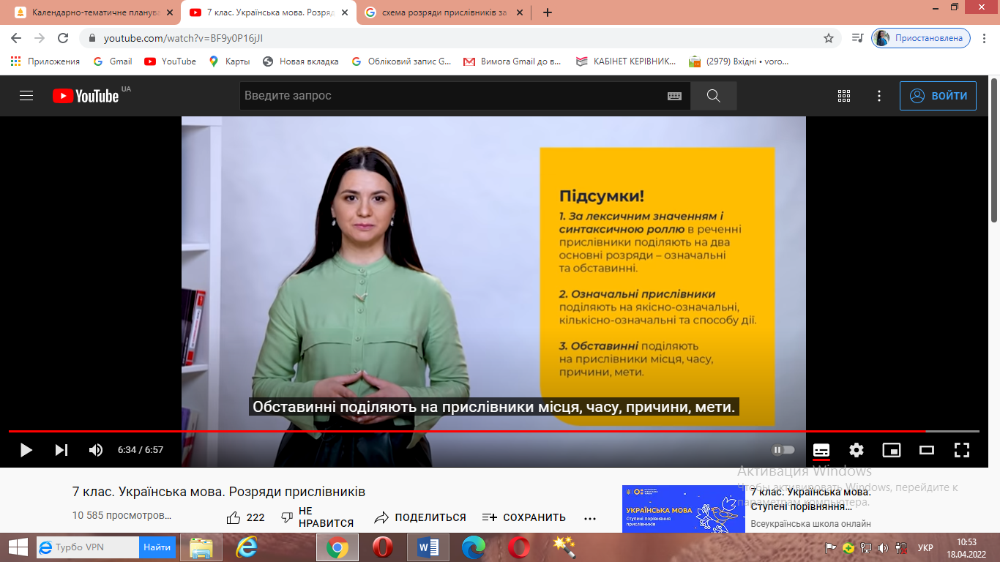 Календарно-тематичне планува
7 клас. Українська мова. Розряд
схема розряди прислівників за
youtube.com/watch?v=BF9y0P16jJI
Приостановлена
Приложения
Gmail
YouTube
Карты
Новая вкладка
Обліковий запис G...
Вимога Gmail до в...
КАБІНЕТ КЕРІВНИК...
(2979) Вхідні • voro...
YouTube UA
Введите запрос
ВОЙТИ
Підсумки!
1. За лексичним значенням і
синтаксичною роллю в реченні
прислівники поділяють на два
основні розряди – означальні
та обставинні.
2. Означальні прислівники
поділяють на якісно-означальні,
кількісно-означальні та способу дії.
3. Обставинні поділяють
на прислівники місця, часу,
причини, мети.
Обставинні поділяють на прислівники місця, часу, причини, мети.
6:34 / 6:57
Активация Windows
Чтобы активировать Windows, перейдите к
параметрам компьютера.
7 клас. Українська мова. Розряди прислівників
10 585 просмотров...
222
НЕ
НРАВИТСЯ
ПОДЕЛИТЬСЯ
СОХРАНИТЬ
УКРАЇНСЬКА МОВА
Ступені порівняння
прислівників
7 клас. Українська мова.
Ступені порівняння...
Всеукраїнська школа онлайн
Турбо VPN
Найти
УКР
10:53
18.04.2022